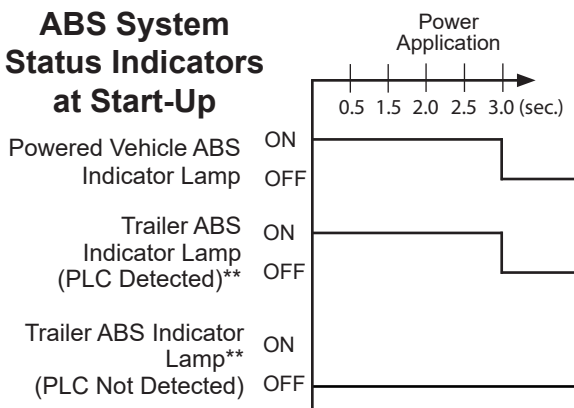 ABS System
Status Indicators
at Start-Up
Power
Application
0.5 1.5 2.0 2.5 3.0 (sec.)
Powered Vehicle ABS
Indicator Lamp
ON
OFF
Trailer ABS
Indicator Lamp
(PLC Detected)**
ON
OFF
Trailer ABS Indicator
Lamp**
(PLC Not Detected)
ON
OFF